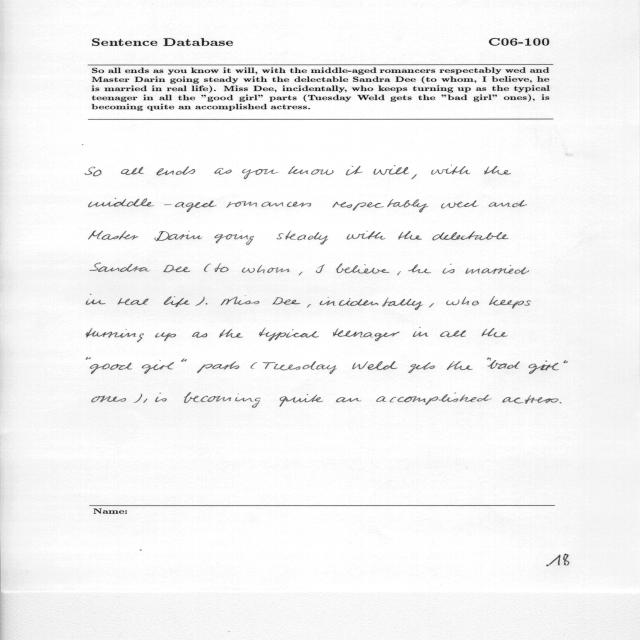 Sentence Database C06-100
So all ends as you know it will, with the middle-aged romancers respectably wed and
Master Darin going steady with the delectable Sandra Dee (to whom, I believe, he
is married in real life). Miss Dee, incidentally, who keeps turning up as the typical
teenager in all the "good girl" parts (Tuesday Weld gets the "bad girl" ones), is
becoming quite an accomplished actress.
So all ends as you know it will, with the
middle-aged romancers respectably wed and
Master Darin going steady with the delectable
Sandra Dee (to whom, I believe, he is married
in real life). Miss Dee, incidentally, who keeps
turning up as the typical teenager in all the
"good girl" parts (Tuesday Weld gets the "bad girl"
ones), is becoming quite an accomplished actress.
Name:
18